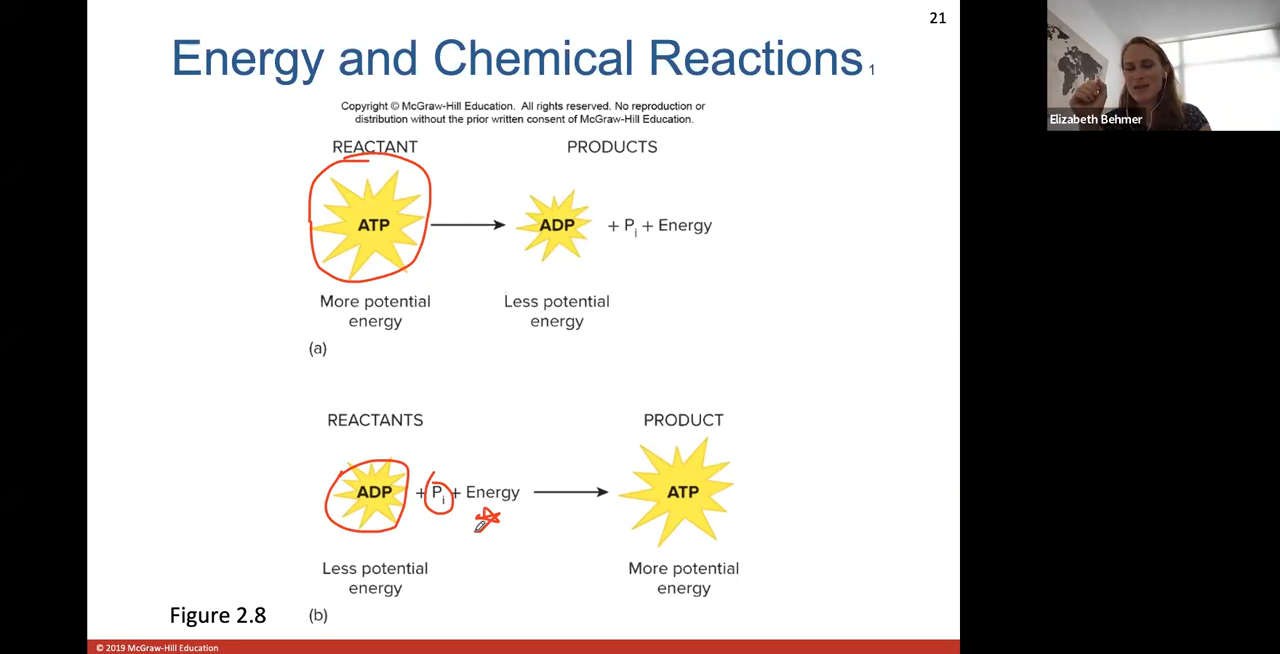 21
Energy and Chemical Reactions 1
Copyright © McGraw-Hill Education. All rights reserved. No reproduction or
distribution without the prior written consent of McGraw-Hill Education.
REACTANT PRODUCTS
ATP ADP + Pi + Energy
More potential Less potential
energy energy
(a)
REACTANTS PRODUCT
ADP + Pi + Energy ATP
Less potential More potential
energy energy
Figure 2.8 (b)
© 2019 McGraw-Hill Education
Elizabeth Behmer